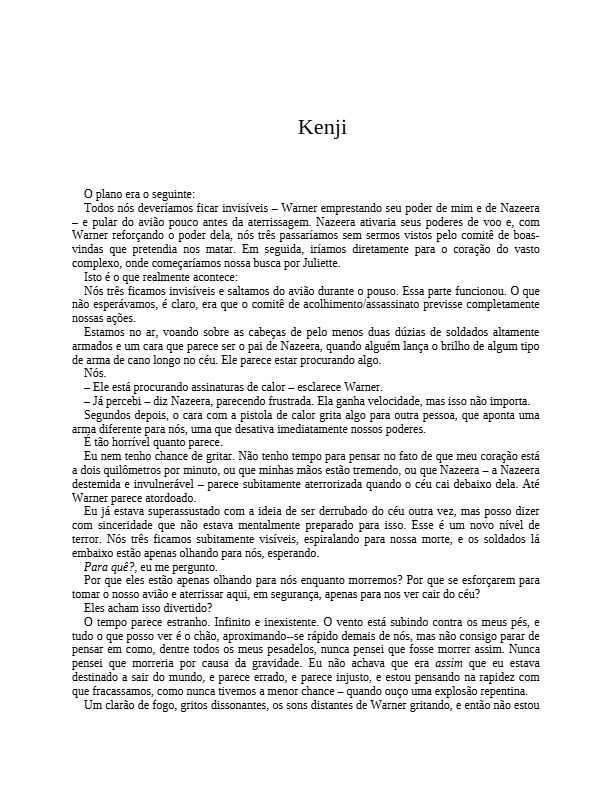 Kenji
O plano era o seguinte:
Todos nós deveríamos ficar invisíveis – Warner emprestando seu poder de mim e de Nazeera
– e pular do avião pouco antes da aterrissagem. Nazeera ativaria seus poderes de voo e, com
Warner reforçando o poder dela, nós três passaríamos sem sermos vistos pelo comitê de boas-
vindas que pretendia nos matar. Em seguida, iríamos diretamente para o coração do vasto
complexo, onde começaríamos nossa busca por Juliette.
Isto é o que realmente acontece:
Nós três ficamos invisíveis e saltamos do avião durante o pouso. Essa parte funcionou. O que
não esperávamos, é claro, era que o comitê de acolhimento/assassinato previsse completamente
nossas ações.
Estamos no ar, voando sobre as cabeças de pelo menos duas dúzias de soldados altamente
armados e um cara que parece ser o pai de Nazeera, quando alguém lança o brilho de algum tipo
de arma de cano longo no céu. Ele parece estar procurando algo.
Nós.
– Ele está procurando assinaturas de calor – esclarece Warner.
– Já percebi – diz Nazeera, parecendo frustrada. Ela ganha velocidade, mas isso não importa.
Segundos depois, o cara com a pistola de calor grita algo para outra pessoa, que aponta uma
arma diferente para nós, uma que desativa imediatamente nossos poderes.
É tão horrível quanto parece.
Eu nem tenho chance de gritar. Não tenho tempo para pensar no fato de que meu coração está
a dois quilômetros por minuto, ou que minhas mãos estão tremendo, ou que Nazeera – a Nazeera
destemida e invulnerável – parece subitamente aterrorizada quando o céu cai debaixo dela. Até
Warner parece atordoado.
Eu já estava superassustado com a ideia de ser derrubado do céu outra vez, mas posso dizer
com sinceridade que não estava mentalmente preparado para isso. Esse é um novo nível de
terror. Nós três ficamos subitamente visíveis, espiralando para nossa morte, e os soldados lá
embaixo estão apenas olhando para nós, esperando.
Para quê?, eu me pergunto.
Por que eles estão apenas olhando para nós enquanto morremos? Por que se esforçarem para
tomar o nosso avião e aterrissar aqui, em segurança, apenas para nos ver cair do céu?
Eles acham isso divertido?
O tempo parece estranho. Infinito e inexistente. O vento está subindo contra os meus pés, e
tudo o que posso ver é o chão, aproximando--se rápido demais de nós, mas não consigo parar de
pensar em como, dentre todos os meus pesadelos, nunca pensei que fosse morrer assim. Nunca
pensei que morreria por causa da gravidade. Eu não achava que era assim que eu estava
destinado a sair do mundo, e parece errado, e parece injusto, e estou pensando na rapidez com
que fracassamos, como nunca tivemos a menor chance – quando ouço uma explosão repentina.
Um clarão de fogo, gritos dissonantes, os sons distantes de Warner gritando, e então não estou